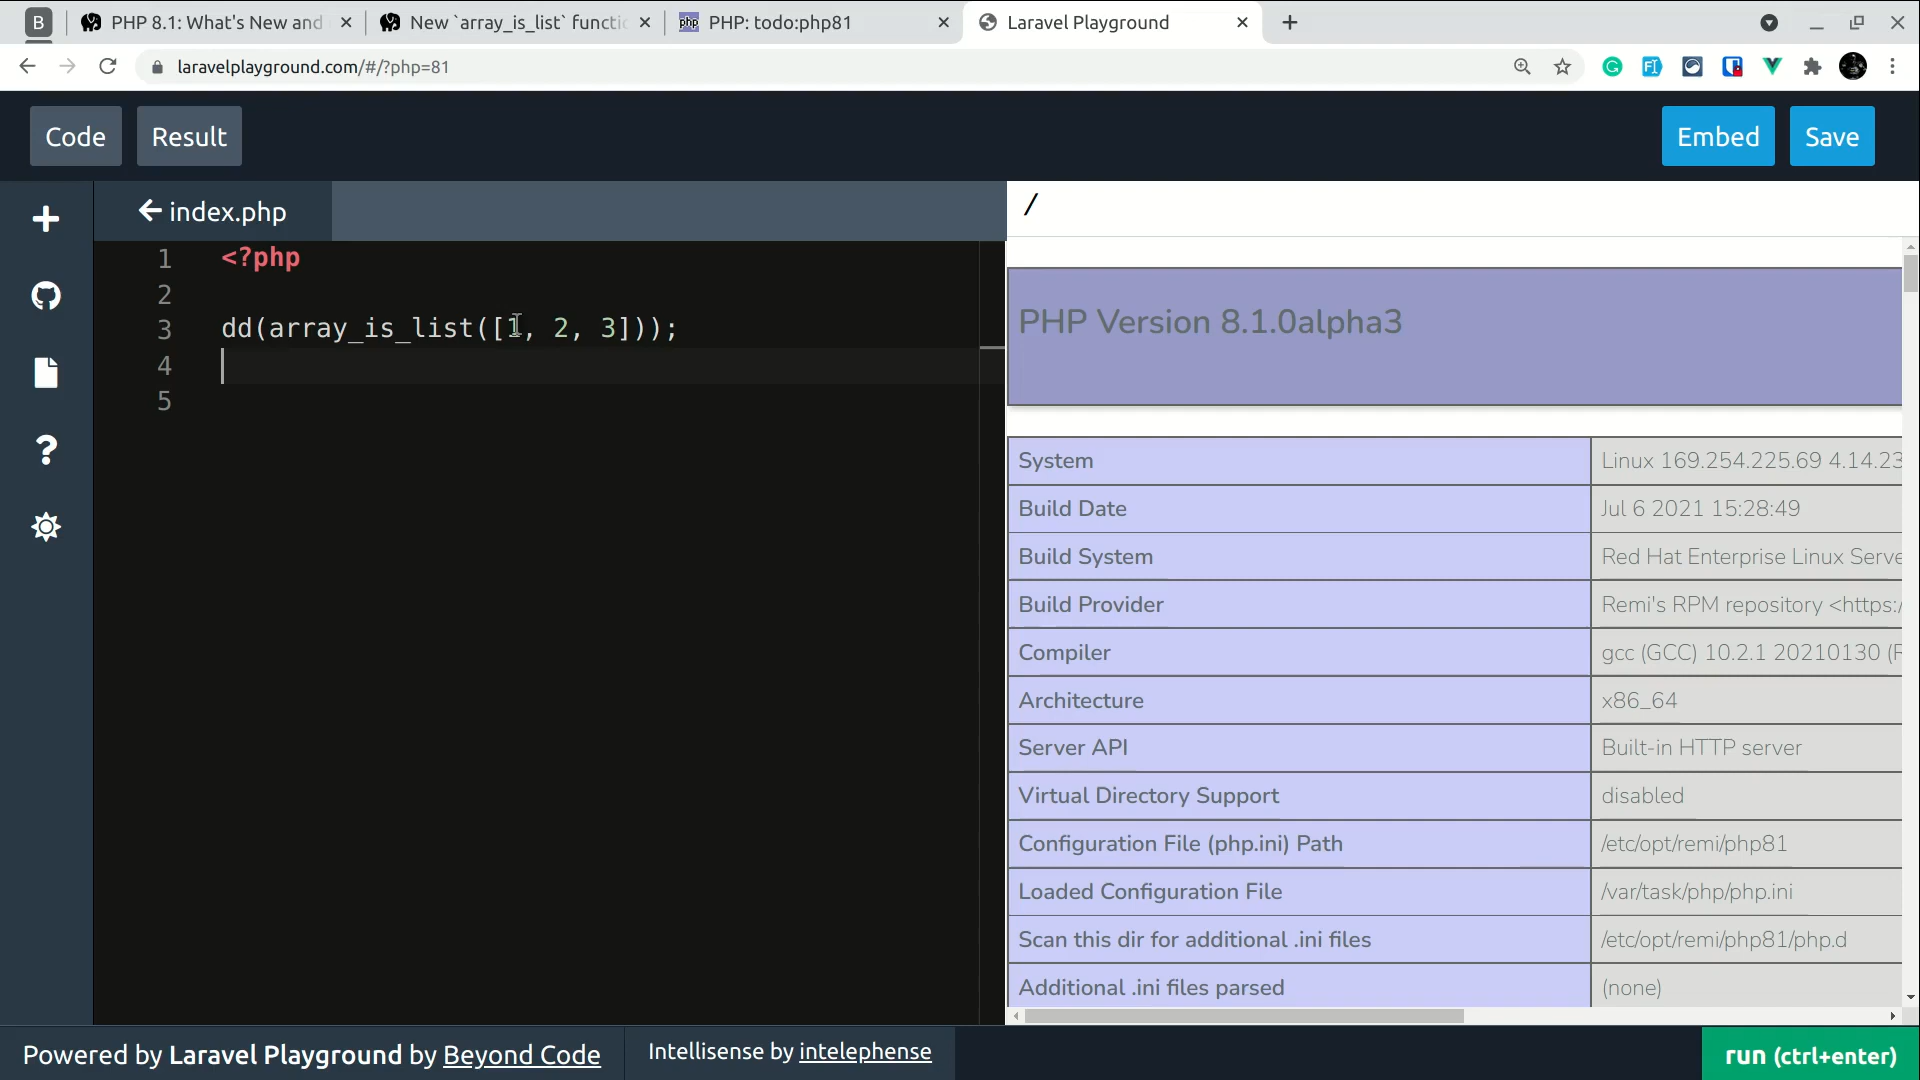 B
PHP 8.1: What's New and
New `array_is_list` functi
php
PHP: todo:php81
Laravel Playground
laravelplayground.com/#/?php=81
Code
Result
Embed
Save
index.php
/
1 <?php
2
3 dd(array_is_list([1, 2, 3]));
4
5
PHP Version 8.1.0alpha3
System Linux 169.254.225.69 4.14.23
Build Date Jul 6 2021 15:28:49
Build System Red Hat Enterprise Linux Serve
Build Provider Remi's RPM repository <https:/
Compiler gcc (GCC) 10.2.1 20210130 (R
Architecture x86_64
Server API Built-in HTTP server
Virtual Directory Support disabled
Configuration File (php.ini) Path /etc/opt/remi/php81
Loaded Configuration File /var/task/php/php.ini
Scan this dir for additional .ini files /etc/opt/remi/php81/php.d
Additional .ini files parsed (none)
Powered by Laravel Playground by Beyond Code
Intellisense by intelephense
run (ctrl+enter)